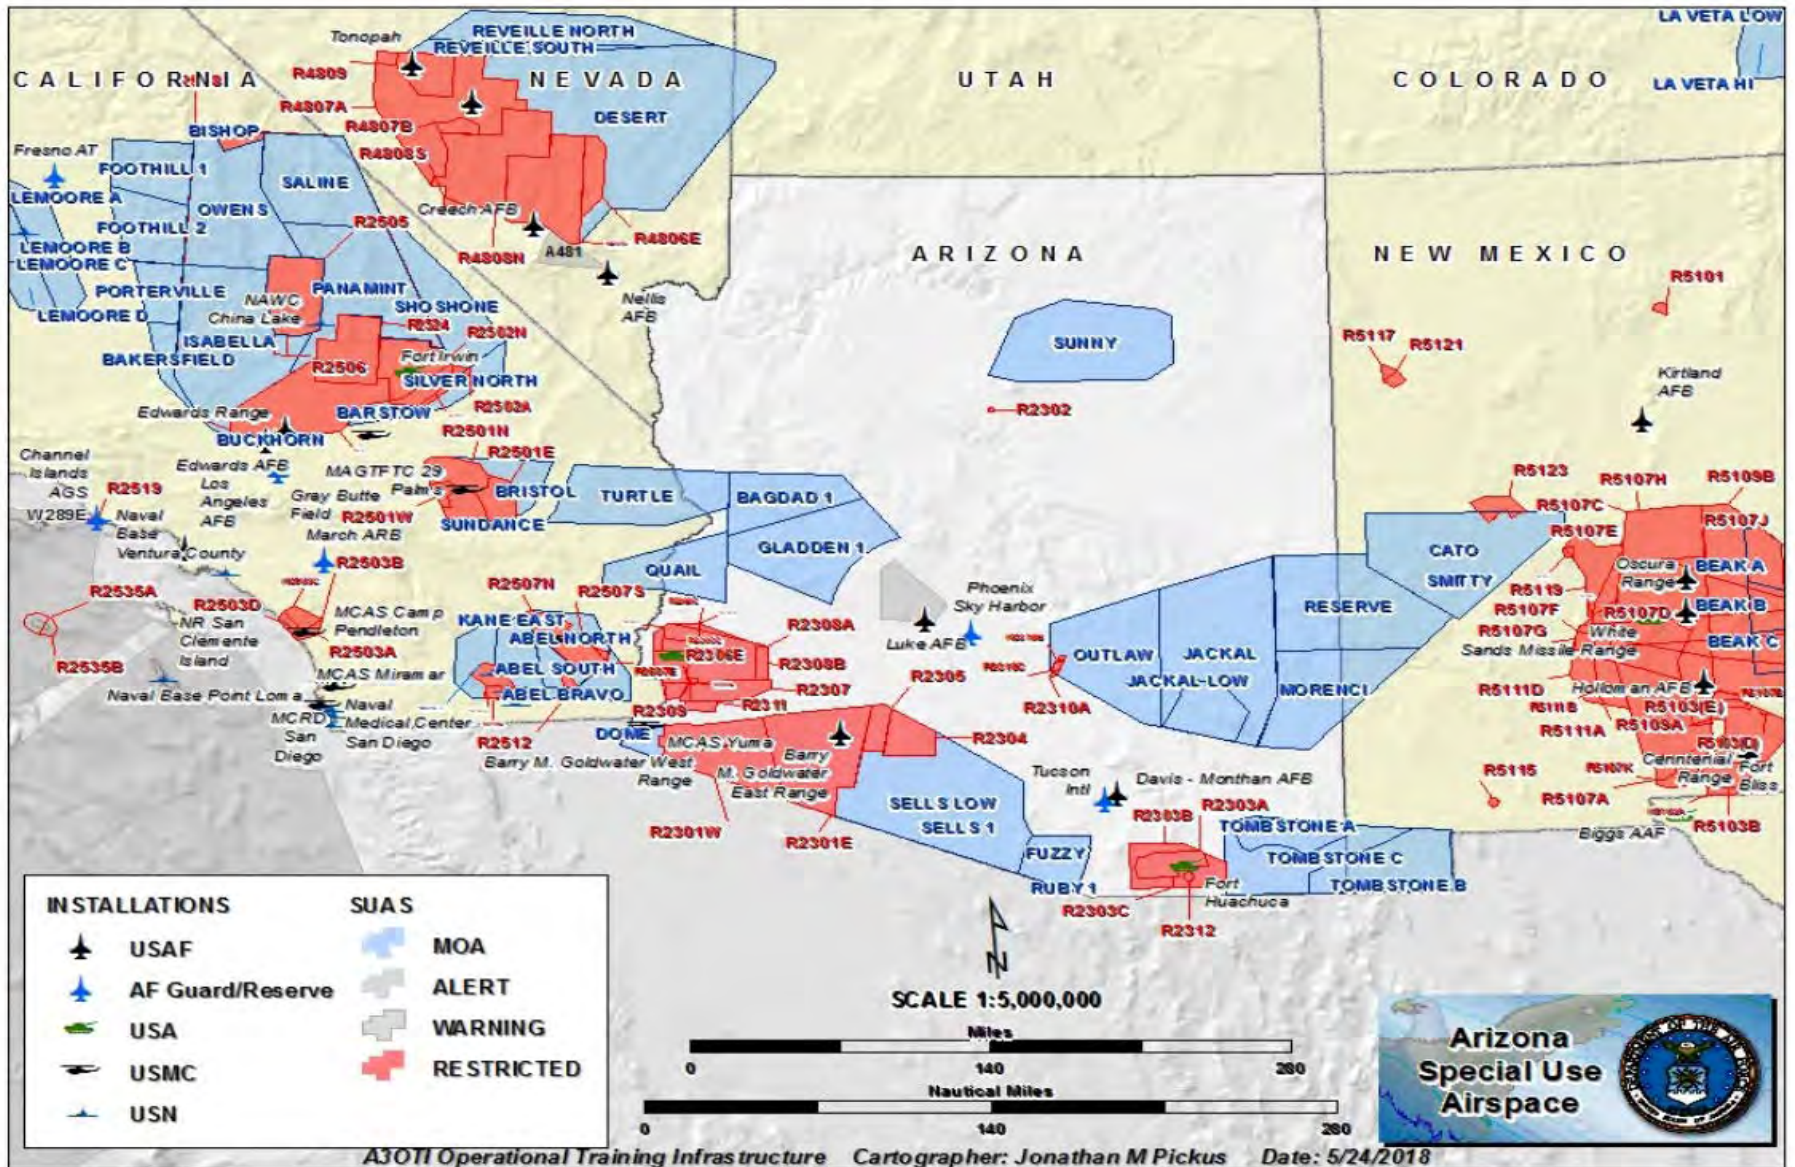 LA VETA LOW
REVEILLE NORTH
Tonopah
REVEILLE SOUTH
R4809
CALIFORNIA
NEVADA
UTAH
COLORADO
LA VETA HI
R4807A
DESERT
R4807B
BISHOP
Fresno AT
R4808S
FOOTHILL 1
SALINE
LEMOORE A
OWENS
Creech AFB
R2505
FOOTHILL 2
R4806E
LEMOORE B
A481
ARIZONA
NEW MEXICO
R4808N
LEMOORE C
R5101
PORTERVILLE
PANAMINT
NAWC
China Lake
SHOSHONE
Nellis
AFB
LEMOORE D
R2524
R2502N
R5117
R5121
ISABELLA
SUNNY
BAKERSFIELD
Fort Irwin
R2506
Kirtland
AFB
SILVER NORTH
Edwards Range
BARSTOW
R2502A
R2302
BUCKHORN
R2501N
R2501E
Channel
Islands
AGS
Edwards AFB
MAGTFTC 29
Palms
R5123
R5107H
R5109B
R2519
Los
Angeles
AFB
Gray Butte
Field
BRISTOL
TURTLE
BAGDAD 1
R5107C
W289E
Naval
Base
Ventura County
R2501W
SUNDANCE
R5107J
March ARB
R5107E
GLADDEN 1
CATO
SMITTY
R2503B
QUAIL
Oscura
Range
BEAK A
R2535A
R2507N
R2507S
Phoenix
Sky Harbor
R5119
R2503D
MCAS Camp
Pendleton
KANE EAST
RESERVE
R5107F
R5107D
BEAK B
NR San
Clemente
Island
ABEL NORTH
R2308A
R5107G
White
Sands Missile Range
BEAK C
R2503A
R2306E
Luke AFB
OUTLAW
JACKAL
R2535B
ABEL SOUTH
R2308B
R2305
JACKAL-LOW
MCAS Miramar
MORENCI
R5111D
Holloman AFB
Naval Base Point Loma
ABEL BRAVO
R2307
R2309
R2311
R2310A
R5111B
R5103(E)
MCRD
San
Diego
Naval
Medical Center
San Diego
R5109A
R5111A
R2512
DOME
MCAS Yuma
R2304
R5103(D)
Barry M. Goldwater West
Range
Barry
M. Goldwater
East Range
Tucson
Intl
Davis - Monthan AFB
R5115
R5107K
Cenntenial
Range
Fort
Bliss
SELLS LOW
R2303A
R5107A
R2303B
SELLS 1
R2301W
TOMBSTONE A
R5103B
R2301E
Biggs AAF
FUZZY
TOMBSTONE C
RUBY 1
Fort
Huachuca
TOMBSTONE B
R2303C
R2312
INSTALLATIONS
USAF
AF Guard/Reserve
USA
USMC
USN
SUAS
MOA
ALERT
WARNING
RESTRICTED
N
SCALE 1:5,000,000
Miles
0 140 280
Nautical Miles
0 140 280
Arizona
Special Use
Airspace
A3OTI Operational Training Infrastructure Cartographer: Jonathan M Pickus Date: 5/24/2018